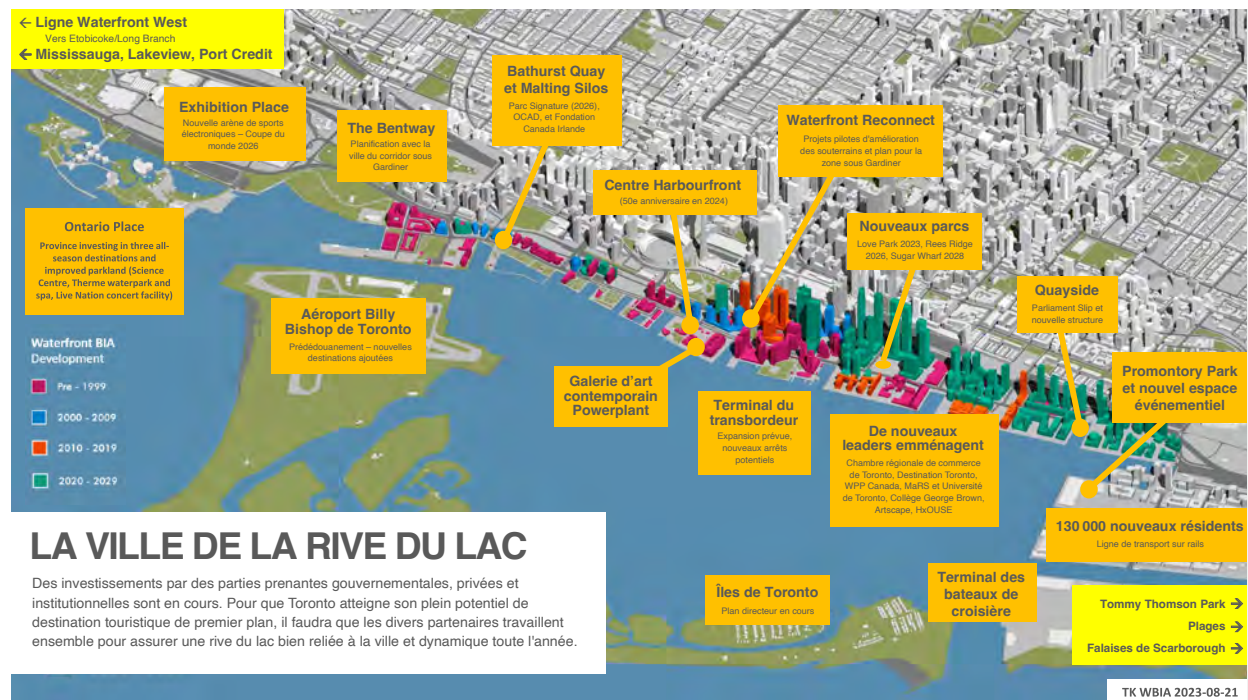 ← Ligne Waterfront West
Vers Etobicoke/Long Branch
← Mississauga, Lakeview, Port Credit
Exhibition Place
Nouvelle arène de sports
électroniques – Coupe du
monde 2026
The Bentway
Planification avec la
ville du corridor sous
Gardiner
Bathurst Quay
et Malting Silos
Parc Signature (2026),
OCAD, et Fondation
Canada Irlande
Waterfront Reconnect
Projets pilotes d'amélioration
des souterrains et plan pour la
zone sous Gardiner
Centre Harbourfront
(50e anniversaire en 2024)
Nouveaux parcs
Love Park 2023, Rees Ridge
2026, Sugar Wharf 2028
Ontario Place
Province investing in three all-
season destinations and
improved parkland (Science
Centre, Therme waterpark and
spa, Live Nation concert facility)
Quayside
Parliament Slip et
nouvelle structure
Aéroport Billy
Bishop de Toronto
Prédédouanement – nouvelles
destinations ajoutées
Waterfront BIA
Development
Pre - 1999
2000 - 2009
2010 - 2019
2020 - 2029
Galerie d'art
contemporain
Powerplant
Terminal du
transbordeur
Expansion prévue,
nouveaux arrêts
potentiels
De nouveaux
leaders emménagent
Chambre régionale de commerce
de Toronto, Destination Toronto,
WPP Canada, MaRS et Université
de Toronto, Collège George Brown,
Artscape, HxOUSE
Promontory Park
et nouvel espace
événementiel
130 000 nouveaux résidents
Ligne de transport sur rails
LA VILLE DE LA RIVE DU LAC
Des investissements par des parties prenantes gouvernementales, privées et
institutionnelles sont en cours. Pour que Toronto atteigne son plein potentiel de
destination touristique de premier plan, il faudra que les divers partenaires travaillent
ensemble pour assurer une rive du lac bien reliée à la ville et dynamique toute l'année.
Îles de Toronto
Plan directeur en cours
Terminal des
bateaux de
croisière
Tommy Thomson Park →
Plages →
Falaises de Scarborough →
TK WBIA 2023-08-21